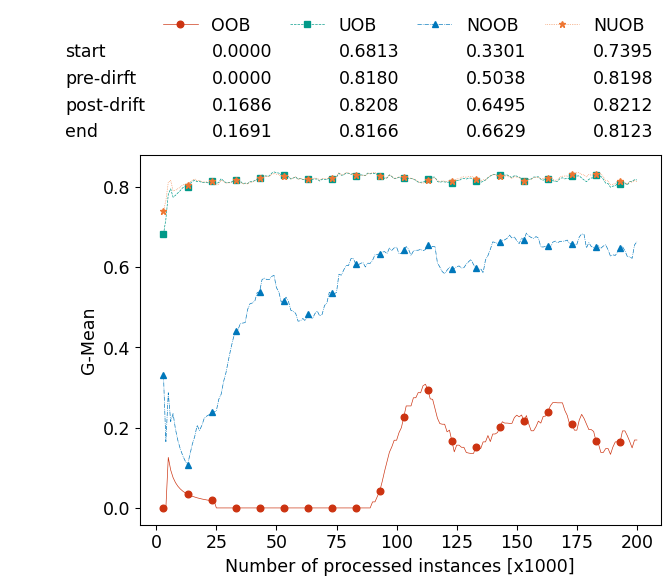 OOB UOB NOOB NUOB
start 0.0000 0.6813 0.3301 0.7395
pre-dirft 0.0000 0.8180 0.5038 0.8198
post-drift 0.1686 0.8208 0.6495 0.8212
end 0.1691 0.8166 0.6629 0.8123
0.8
0.6
0.4
0.2
0.0
G-Mean
0 25 50 75 100 125 150 175 200
Number of processed instances [x1000]